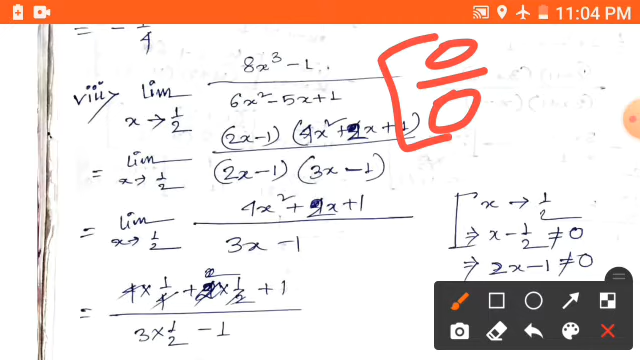 11:04 PM
= - 1/4
viii> lim x→1/2 (8x³ - 1)/(6x² - 5x + 1) [0/0
= lim x→1/2 (2x-1)(4x²+2x+1)/(2x-1)(3x-1)
= lim x→1/2 (4x²+2x+1)/(3x-1)
[x → 1/2
⇒ x - 1/2 ≠ 0
⇒ 2x-1 ≠ 0
= (4×1/4 + 2×1/2 + 1)/(3×1/2 - 1)